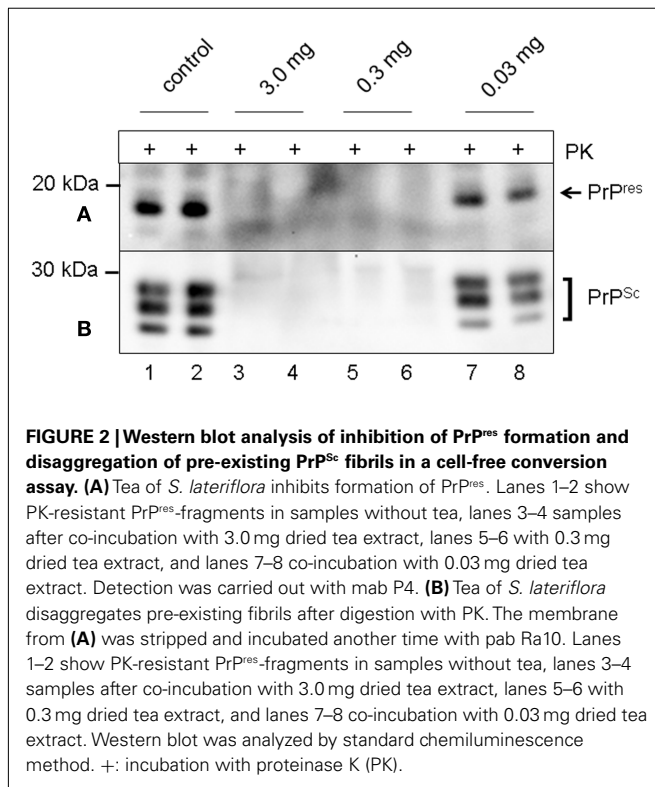 control 3.0 mg 0.3 mg 0.03 mg
+ + + + + + + + PK
20 kDa
A
PrPres
30 kDa
PrPSc
B
1 2 3 4 5 6 7 8
FIGURE 2 | Western blot analysis of inhibition of PrPres formation and
disaggregation of pre-existing PrPSc fibrils in a cell-free conversion
assay. (A) Tea of S. lateriflora inhibits formation of PrPres. Lanes 1–2 show
PK-resistant PrPres-fragments in samples without tea, lanes 3–4 samples
after co-incubation with 3.0 mg dried tea extract, lanes 5–6 with 0.3 mg
dried tea extract, and lanes 7–8 co-incubation with 0.03 mg dried tea
extract. Detection was carried out with mab P4. (B) Tea of S. lateriflora
disaggregates pre-existing fibrils after digestion with PK. The membrane
from (A) was stripped and incubated another time with pab Ra10. Lanes
1–2 show PK-resistant PrPres-fragments in samples without tea, lanes 3–4
samples after co-incubation with 3.0 mg dried tea extract, lanes 5–6 with
0.3 mg dried tea extract, and lanes 7–8 co-incubation with 0.03 mg dried tea
extract. Western blot was analyzed by standard chemiluminescence
method. +: incubation with proteinase K (PK).